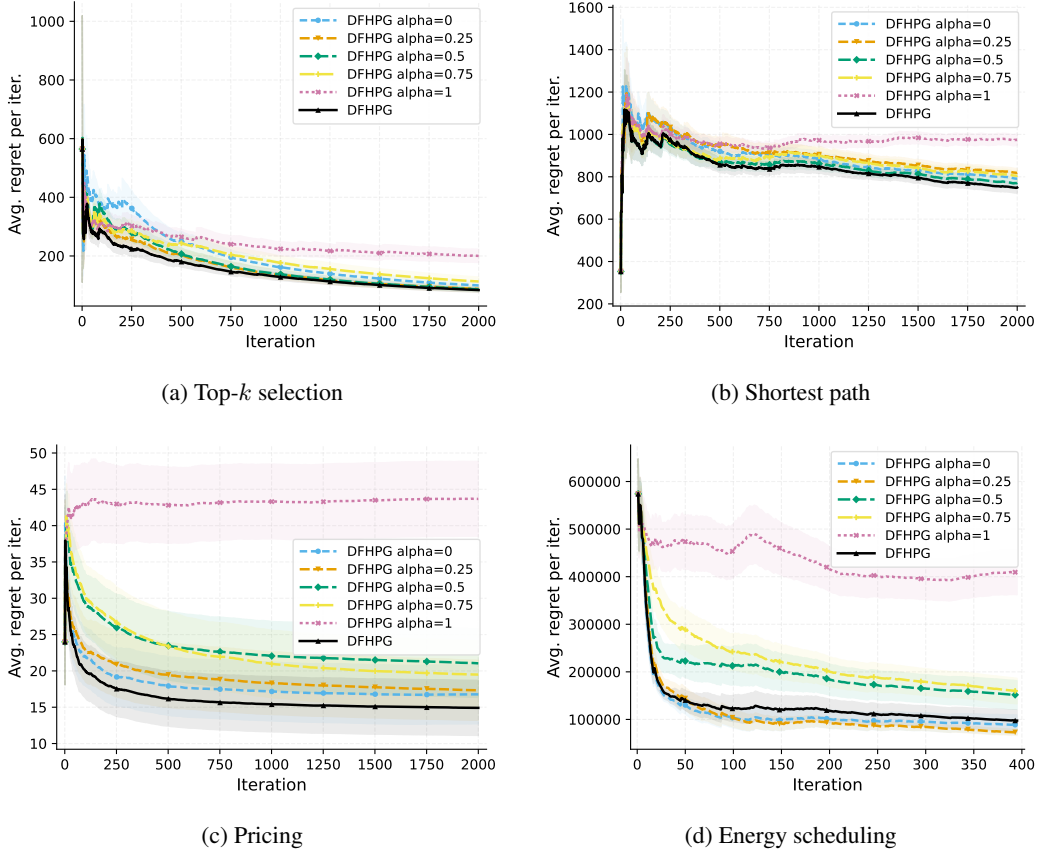 1000
800
600
400
200
Avg. regret per iter.
0
250
500
750
1000
1250
1500
1750
2000
Iteration
DFHPG alpha=0
DFHPG alpha=0.25
DFHPG alpha=0.5
DFHPG alpha=0.75
DFHPG alpha=1
DFHPG
(a) Top-k selection
1600
1400
1200
1000
800
600
400
200
Avg. regret per iter.
0
250
500
750
1000
1250
1500
1750
2000
Iteration
DFHPG alpha=0
DFHPG alpha=0.25
DFHPG alpha=0.5
DFHPG alpha=0.75
DFHPG alpha=1
DFHPG
(b) Shortest path
50
45
40
35
30
25
20
15
10
Avg. regret per iter.
0
250
500
750
1000
1250
1500
1750
2000
Iteration
DFHPG alpha=0
DFHPG alpha=0.25
DFHPG alpha=0.5
DFHPG alpha=0.75
DFHPG alpha=1
DFHPG
(c) Pricing
600000
500000
400000
300000
200000
100000
Avg. regret per iter.
0
50
100
150
200
250
300
350
400
Iteration
DFHPG alpha=0
DFHPG alpha=0.25
DFHPG alpha=0.5
DFHPG alpha=0.75
DFHPG alpha=1
DFHPG
(d) Energy scheduling